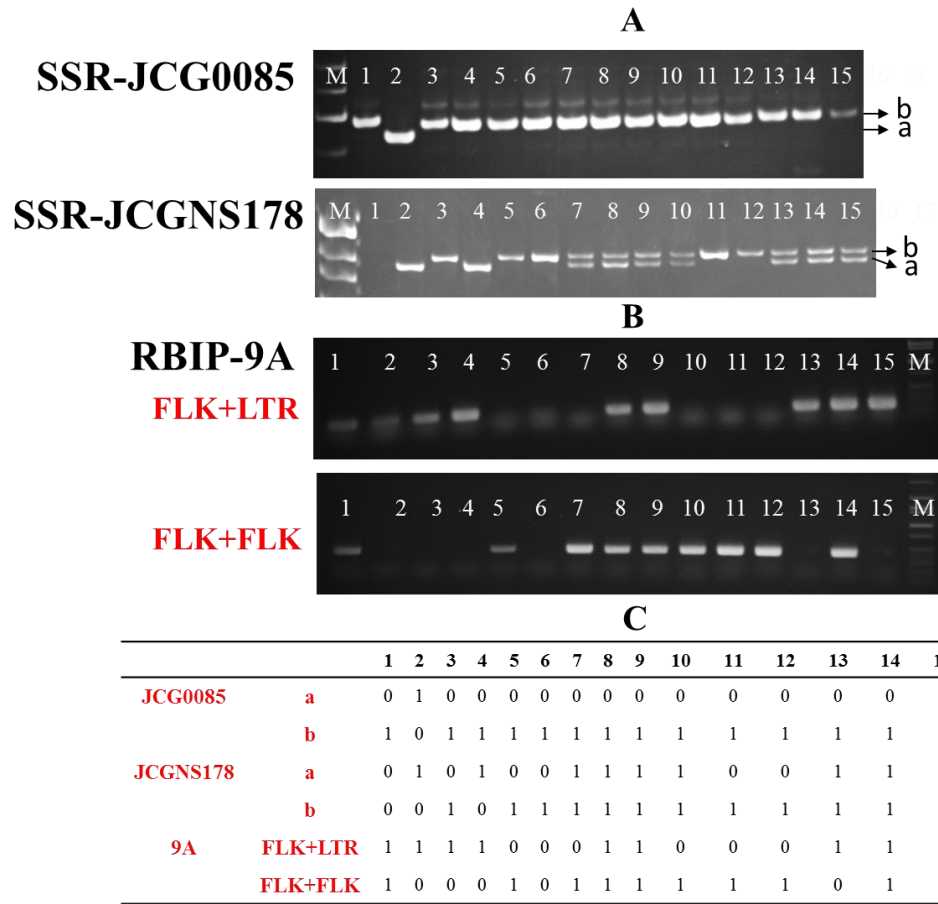 A
SSR-JCG0085
M 1 2 3 4 5 6 7 8 9 10 11 12 13 14 15 16 17
b
a
SSR-JCGNS178
M 1 2 3 4 5 6 7 8 9 10 11 12 13 14 15 16 17
b
a
B
RBIP-9A
1 2 3 4 5 6 7 8 9 10 11 12 13 14 15 M
FLK+LTR
1 2 3 4 5 6 7 8 9 10 11 12 13 14 15 M
FLK+FLK
C
1 2 3 4 5 6 7 8 9 10 11 12 13 14 1
JCG0085 a 0 1 0 0 0 0 0 0 0 0 0 0 0 0
b 1 0 1 1 1 1 1 1 1 1 1 1 1 1
JCGNS178 a 0 1 0 1 0 0 1 1 1 1 0 0 1 1
b 0 0 1 0 1 1 1 1 1 1 1 1 1 1
9A FLK+LTR 1 1 1 1 0 0 0 1 1 0 0 0 1 1
FLK+FLK 1 0 0 0 1 0 1 1 1 1 1 1 0 1